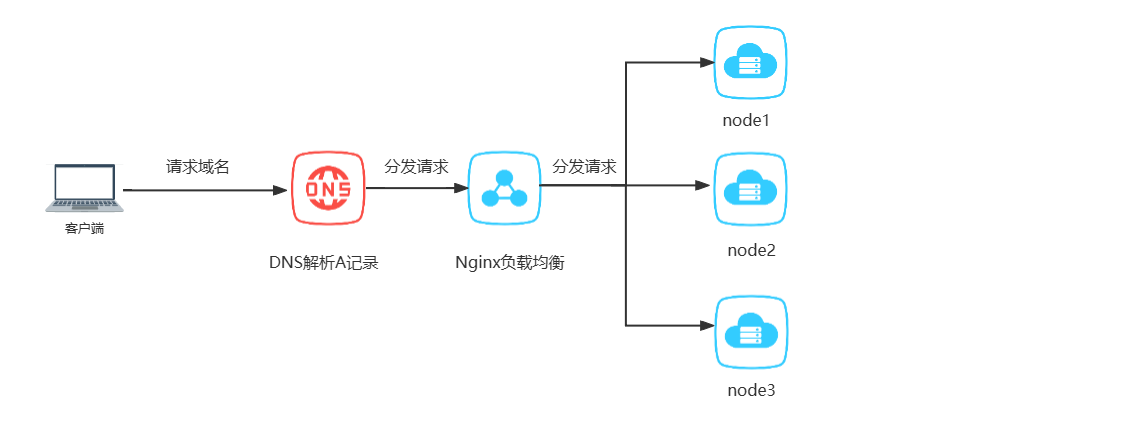 请求域名
分发请求
分发请求
DNS
客户端
DNS解析A记录
Nginx负载均衡
node1
node2
node3